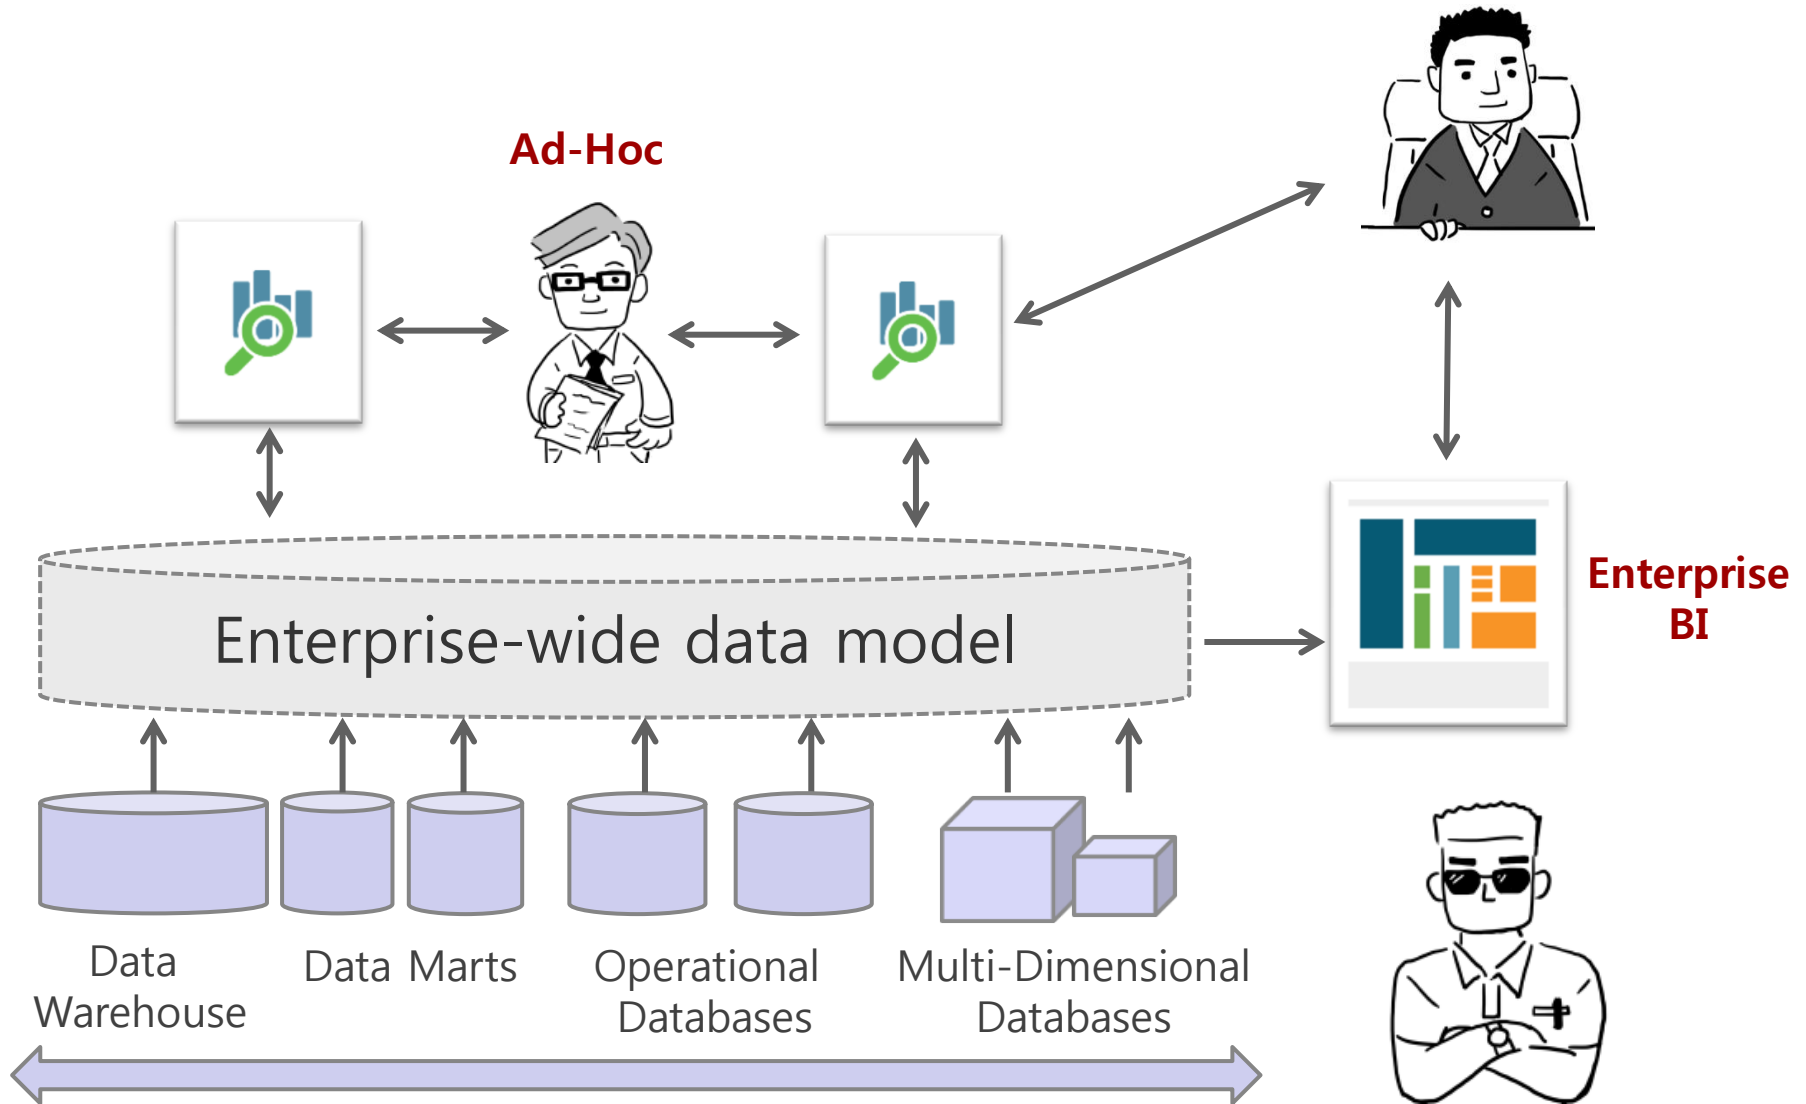 Ad-Hoc
Enterprise
BI
Enterprise-wide data model
Data
Warehouse
Data Marts
Operational
Databases
Multi-Dimensional
Databases